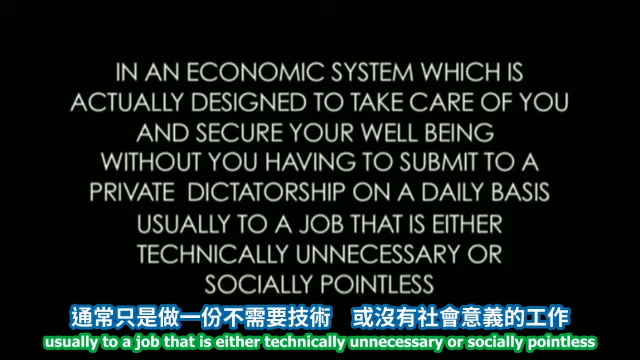 IN AN ECONOMIC SYSTEM WHICH IS
ACTUALLY DESIGNED TO TAKE CARE OF YOU
AND SECURE YOUR WELL BEING
WITHOUT YOU HAVING TO SUBMIT TO A
PRIVATE DICTATORSHIP ON A DAILY BASIS
USUALLY TO A JOB THAT IS EITHER
TECHNICALLY UNNECESSARY OR
SOCIALLY POINTLESS
通常只是做一份不需要技術 或沒有社會意義的工作
usually to a job that is either technically unnecessary or socially pointless